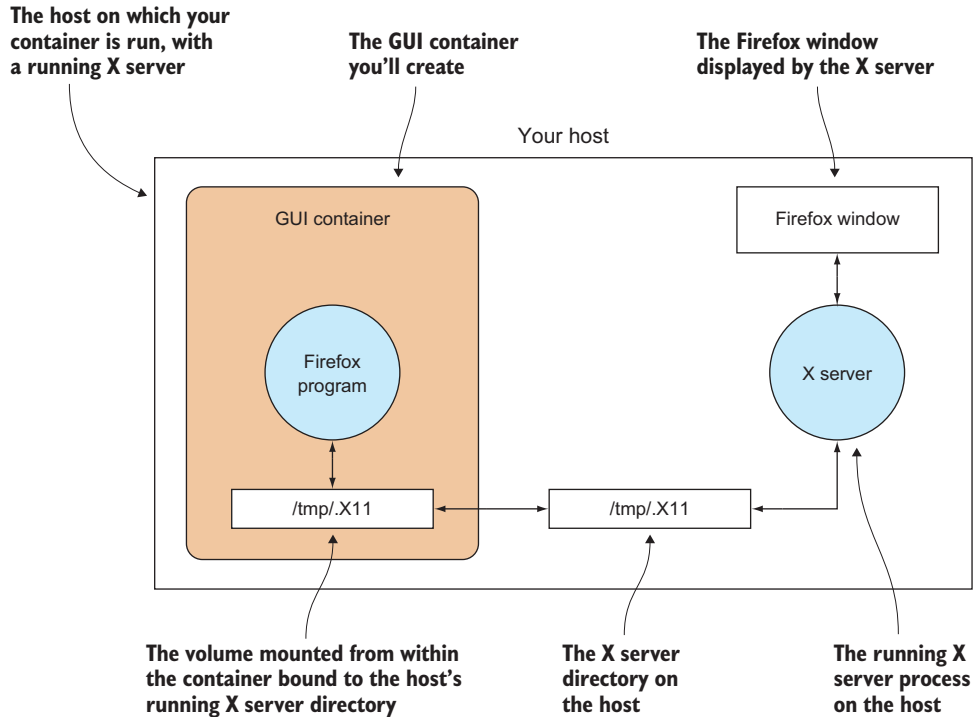 The host on which your
container is run, with
a running X server
The GUI container
you'll create
The Firefox window
displayed by the X server
Your host
GUI container
Firefox window
Firefox
program
X server
/tmp/.X11
/tmp/.X11
The volume mounted from within
the container bound to the host's
running X server directory
The X server
directory on
the host
The running X
server process
on the host